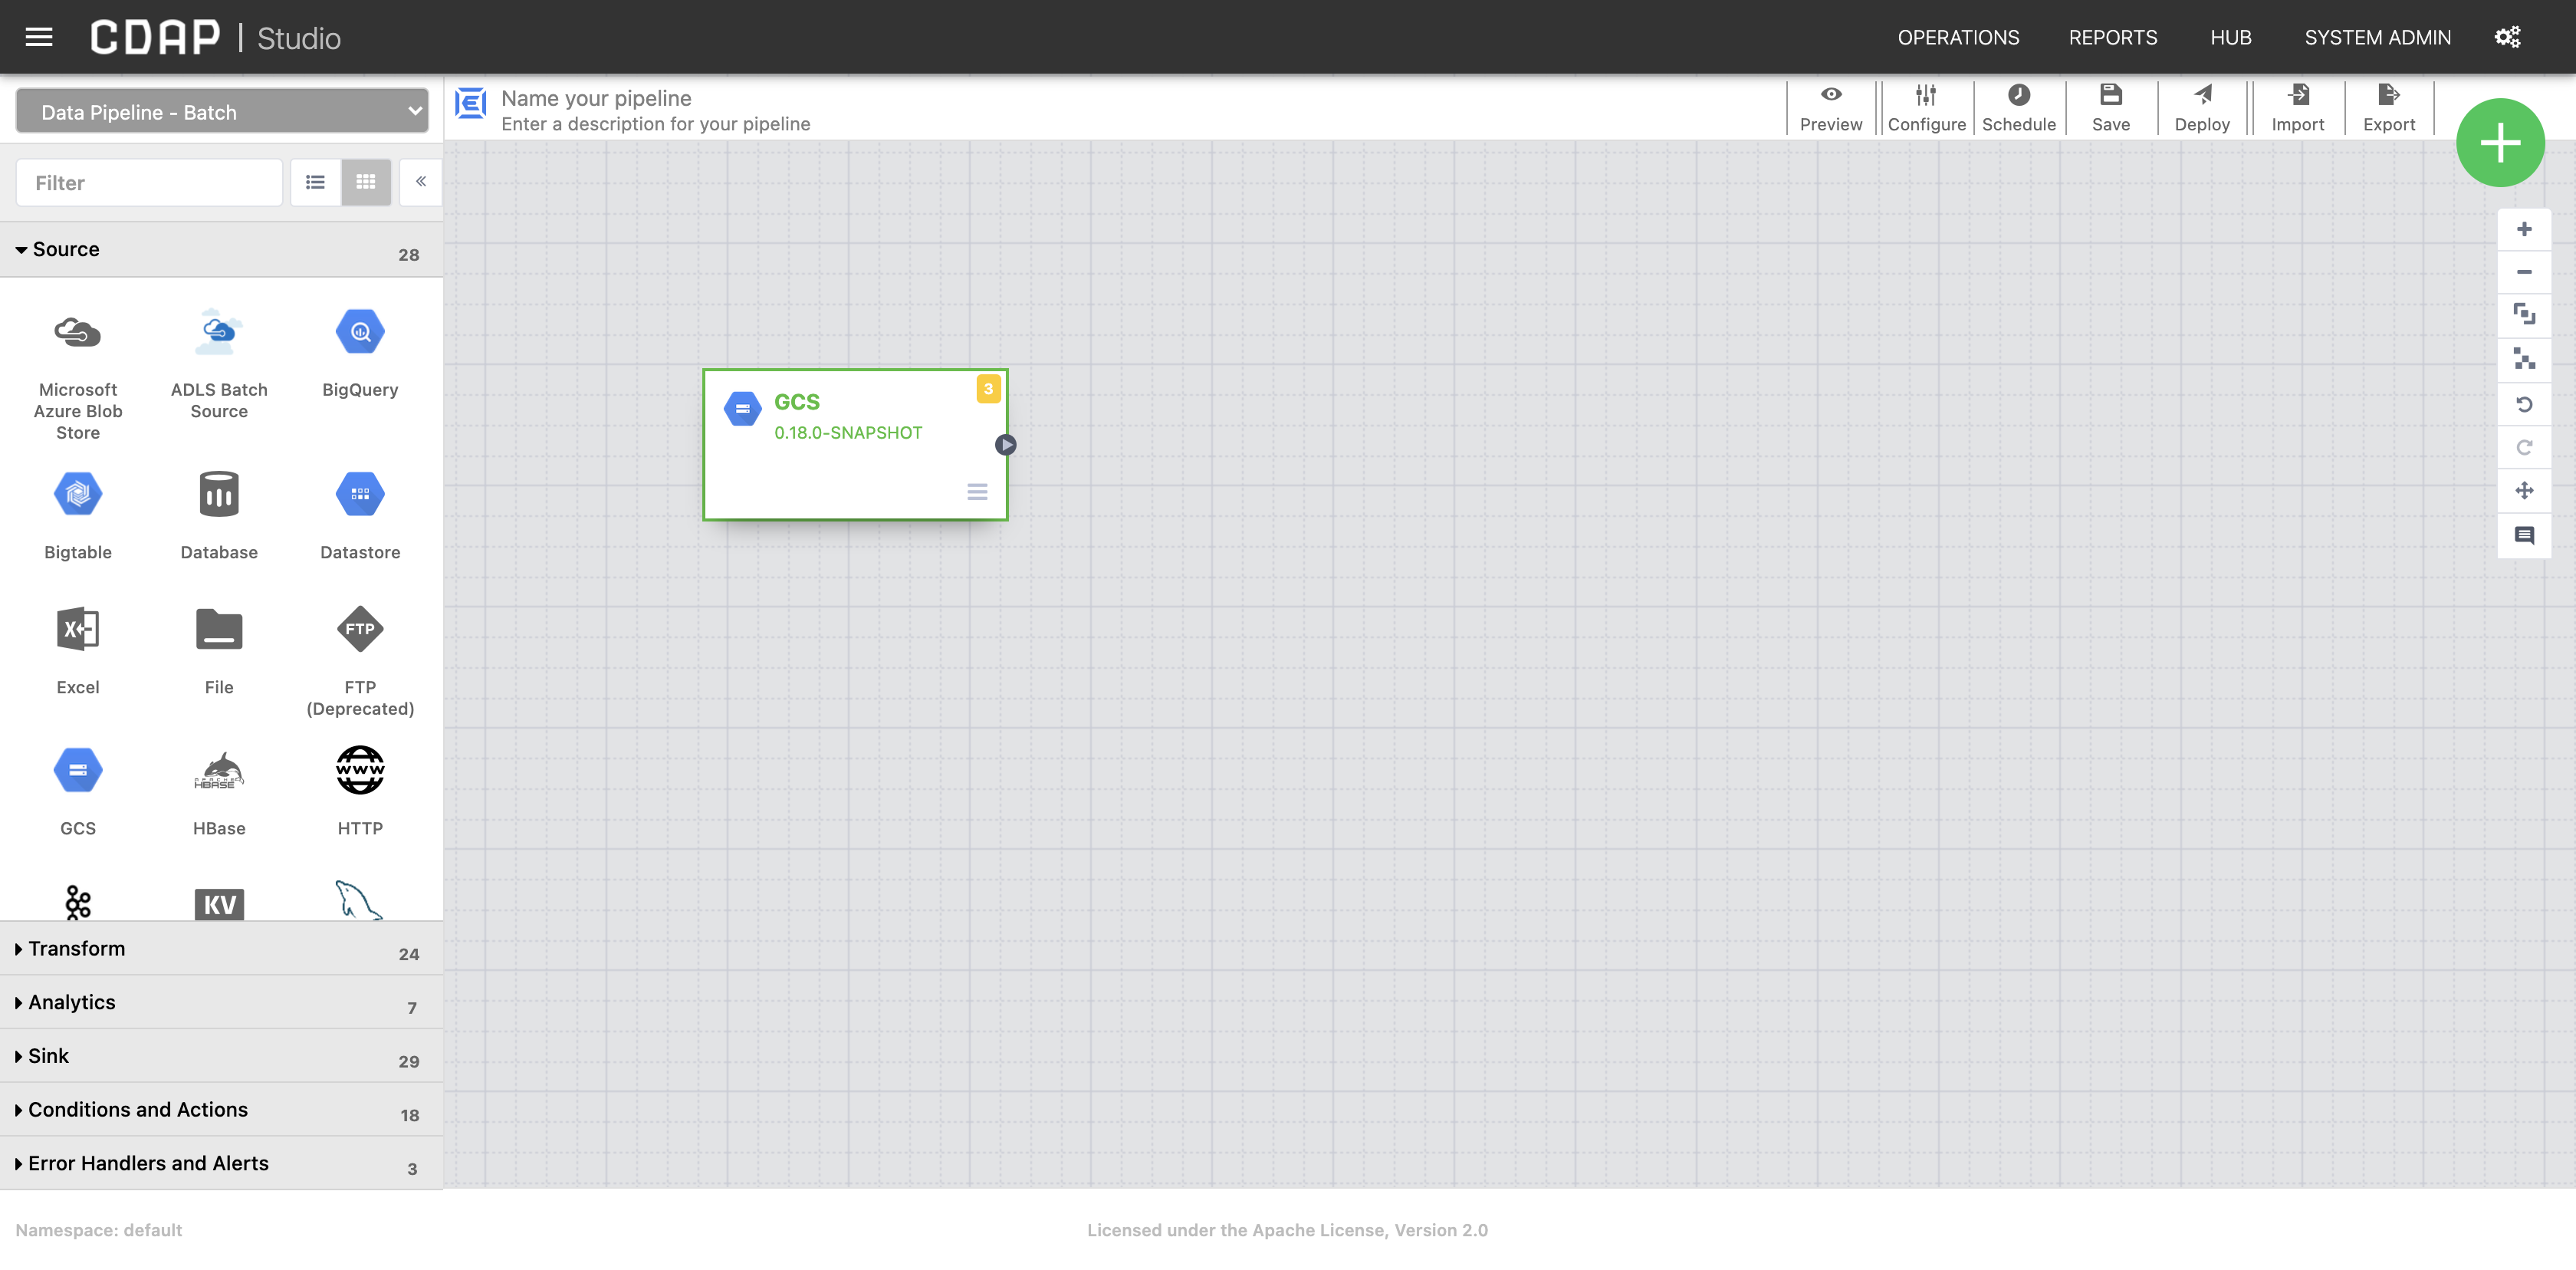 CDAP | Studio
OPERATIONS
REPORTS
HUB
SYSTEM ADMIN
Data Pipeline - Batch
Name your pipeline
Enter a description for your pipeline
Preview
Configure
Schedule
Save
Deploy
Import
Export
Filter
Source
28
Microsoft
Azure Blob
Store
ADLS Batch
Source
BigQuery
Bigtable
Database
Datastore
X
Excel
File
FTP
FTP
(Deprecated)
GCS
APACHE
HBASE
HBase
WWW
HTTP
KV
GCS
0.18.0-SNAPSHOT
3
Transform
24
Analytics
7
Sink
29
Conditions and Actions
18
Error Handlers and Alerts
3
Namespace: default
Licensed under the Apache License, Version 2.0